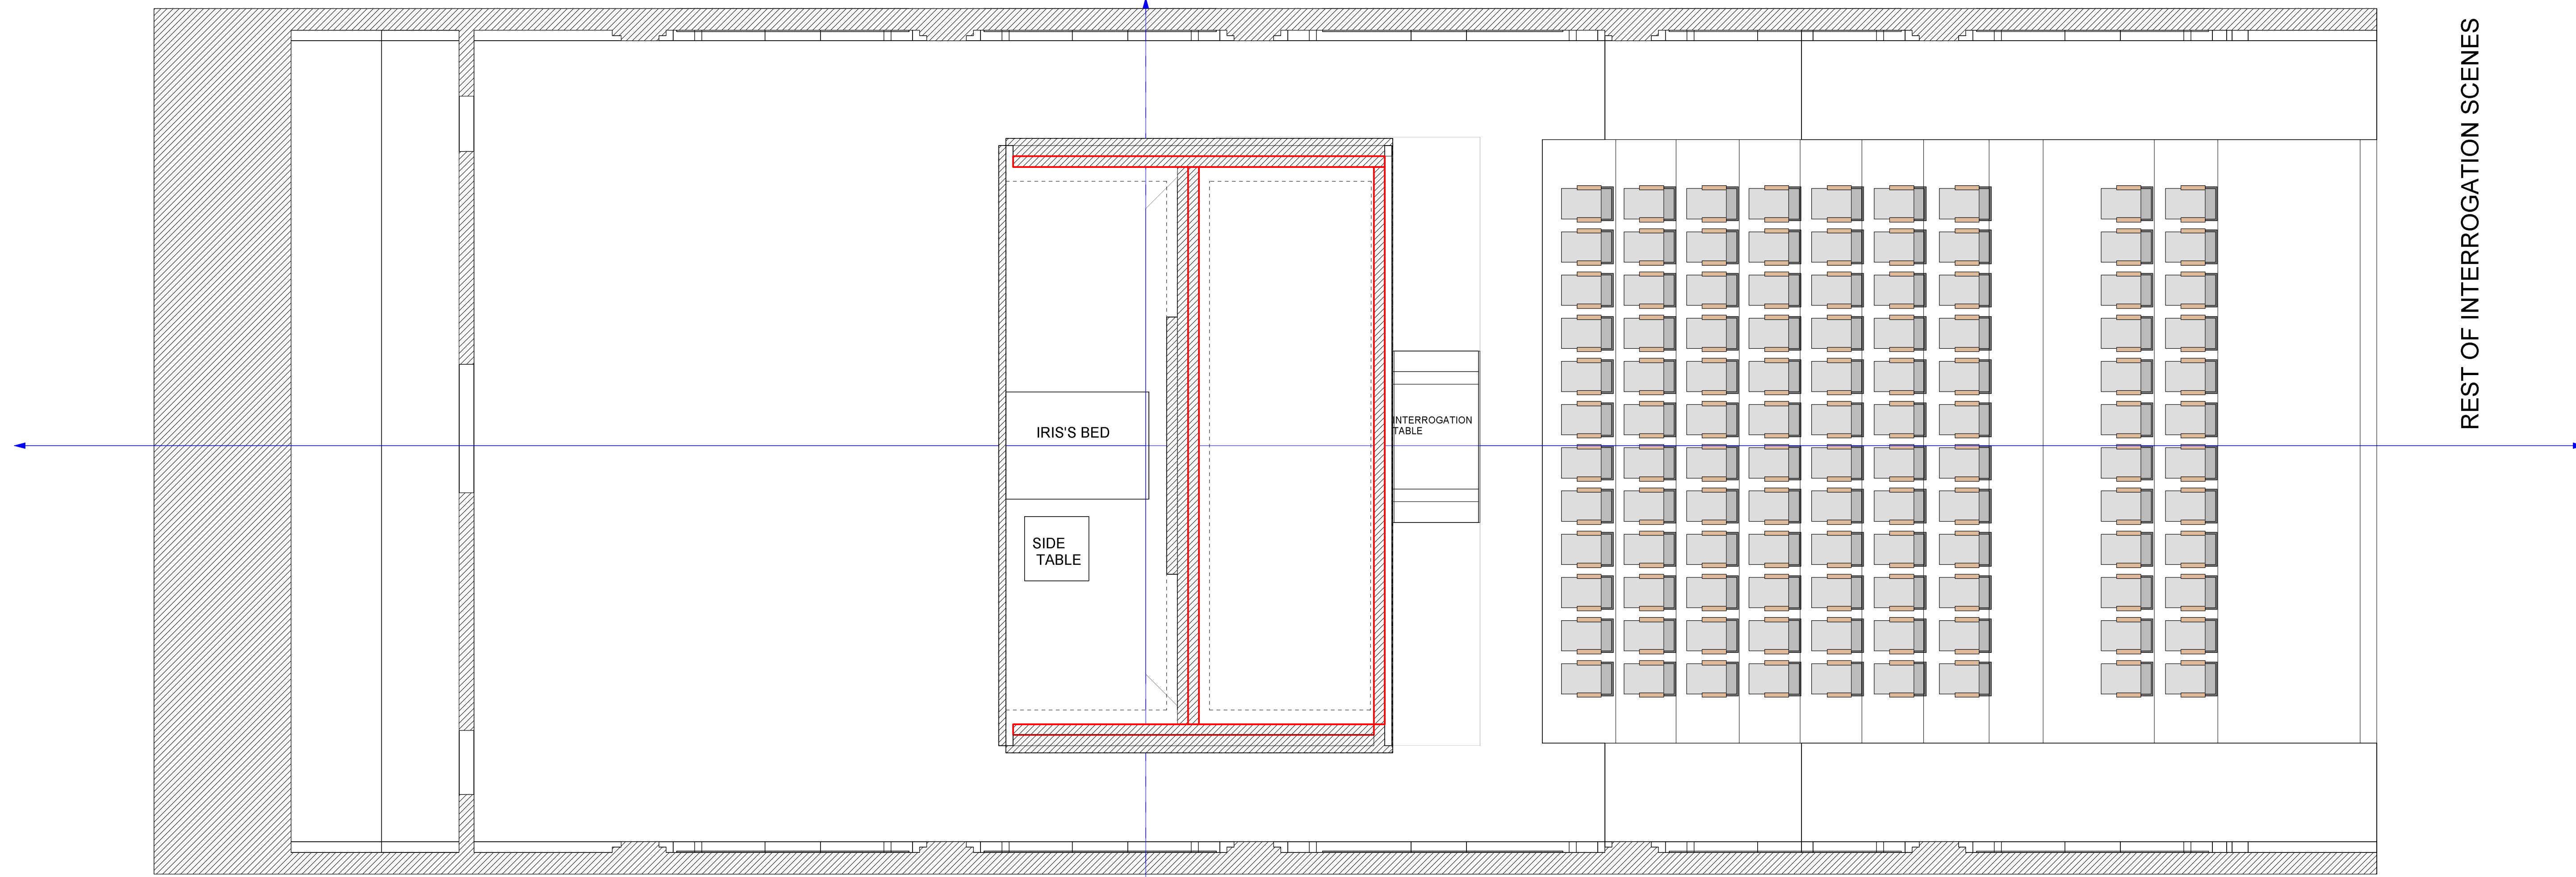 IRIS'S BED
SIDE
TABLE
INTERROGATION
TABLE
REST OF INTERROGATION SCENES